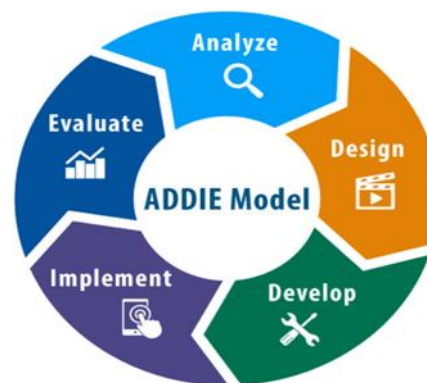 Analyze
Design
Develop
Implement
Evaluate
ADDIE Model